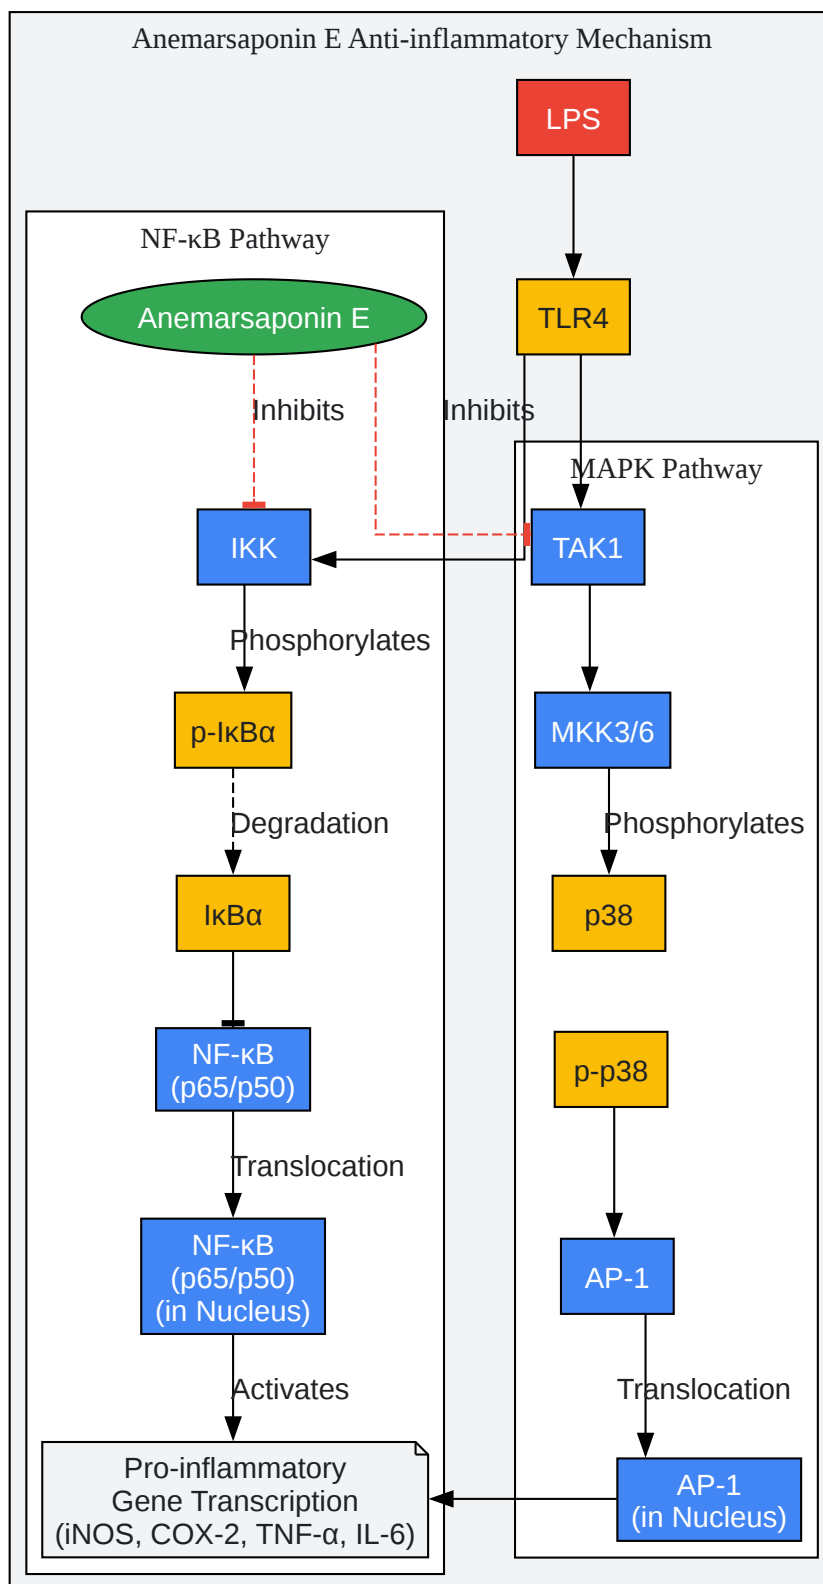 Anemarsaponin E Anti-inflammatory Mechanism
LPS
NF-κB Pathway
Anemarsaponin E
TLR4
Inhibits
Inhibits
MAPK Pathway
IKK
TAK1
Phosphorylates
p-IκBα
MKK3/6
Degradation
Phosphorylates
IκBα
p38
NF-κB
(p65/p50)
p-p38
Translocation
NF-κB
(p65/p50)
(in Nucleus)
AP-1
Activates
Translocation
Pro-inflammatory
Gene Transcription
(iNOS, COX-2, TNF-α, IL-6)
AP-1
(in Nucleus)